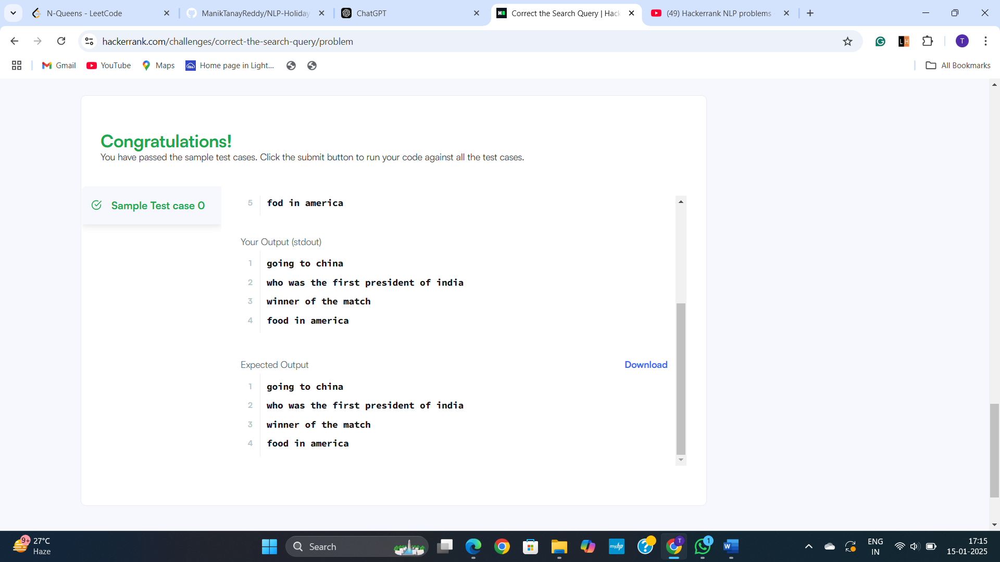 N-Queens - LeetCode
ManikTanayReddy/NLP-Holiday
ChatGPT
Correct the Search Query | Hack
(49) Hackerrank NLP problems
hackerrank.com/challenges/correct-the-search-query/problem
LH
T
Gmail
YouTube
Maps
Home page in Light...
All Bookmarks
Congratulations!
You have passed the sample test cases. Click the submit button to run your code against all the test cases.
Sample Test case 0
5 fod in america
Your Output (stdout)
1 going to china
2 who was the first president of india
3 winner of the match
4 food in america
Expected Output
Download
1 going to china
2 who was the first president of india
3 winner of the match
4 food in america
9+
27°C
Haze
Search
myhp
?
T
1
W
ENG
IN
17:15
15-01-2025